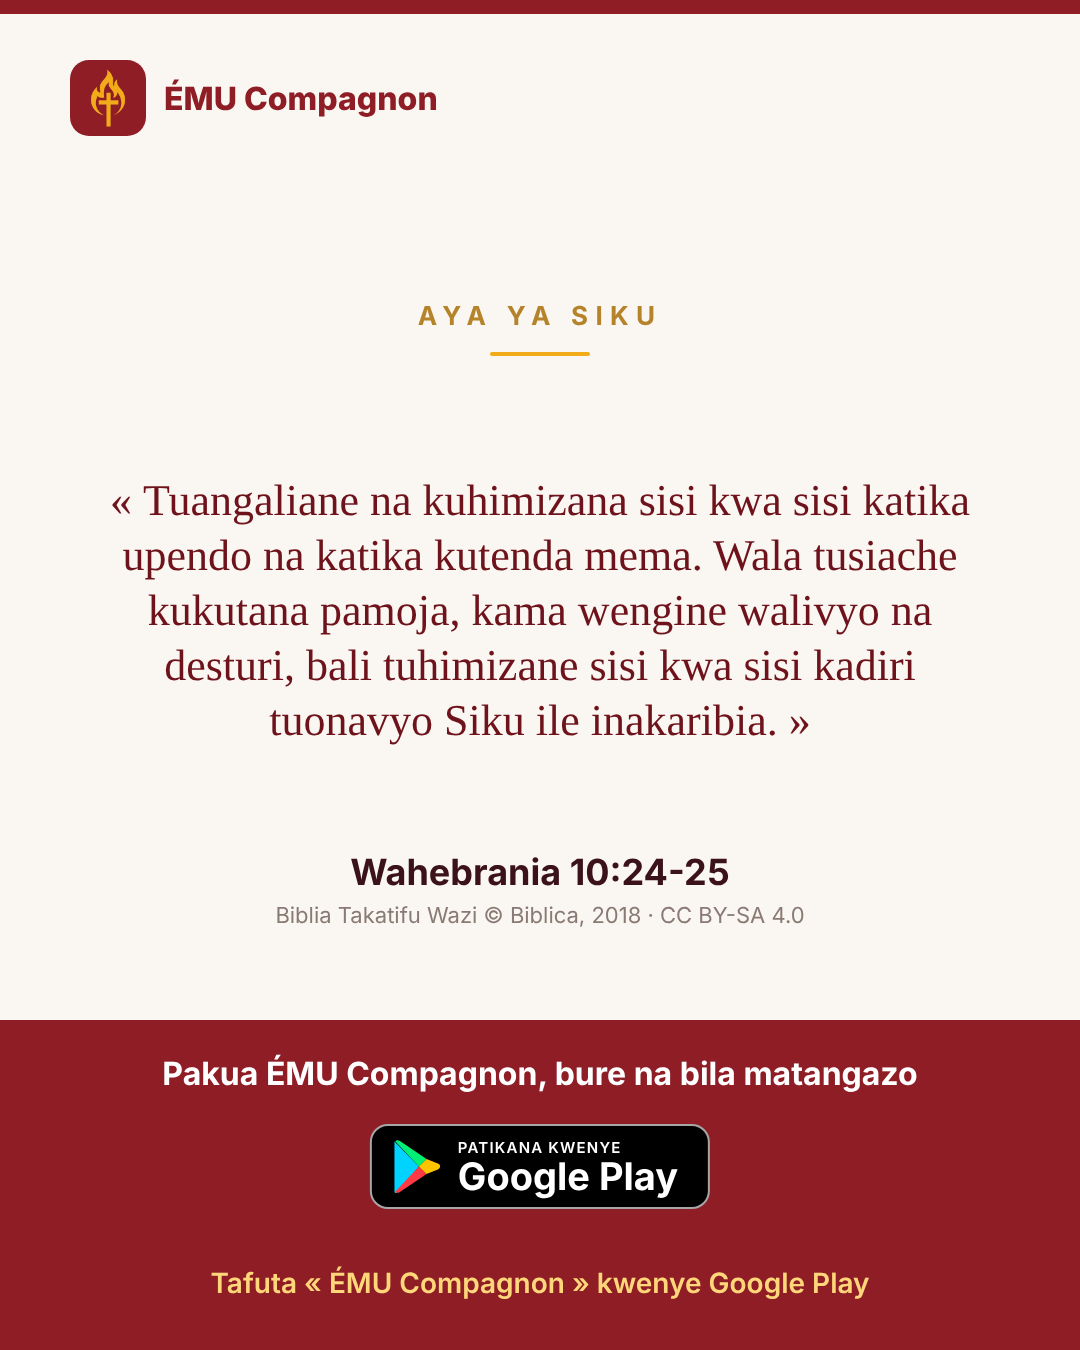 ÉMU Compagnon
AYA YA SIKU
« Tuangaliane na kuhimizana sisi kwa sisi katika
upendo na katika kutenda mema. Wala tusiache
kukutana pamoja, kama wengine walivyo na
desturi, bali tuhimizane sisi kwa sisi kadiri
tuonavyo Siku ile inakaribia. »
Wahebrania 10:24-25
Biblia Takatifu Wazi © Biblica, 2018 · CC BY-SA 4.0
Pakua ÉMU Compagnon, bure na bila matangazo
PATIKANA KWENYE
Google Play
Tafuta « ÉMU Compagnon » kwenye Google Play